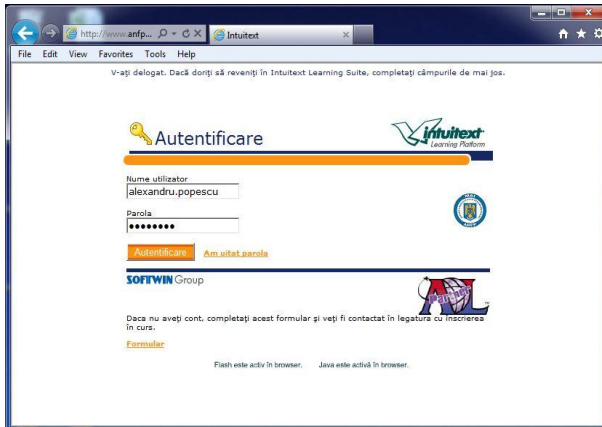 http://www.anfp...
Intuitext
File Edit View Favorites Tools Help
V-ați delogat. Dacă doriți să reveniți în Intuitext Learning Suite, completați câmpurile de mai jos.
Autentificare
intuitext
Learning Platform
Nume utilizator
alexandru.popescu
Parola
Autentificare Am uitat parola
SOFTWIN Group
AEL
Partner
Daca nu aveți cont, completați acest formular și veți fi contactat în legatura cu inscrierea
în curs.
Formular
Flash este activ în browser. Java este activă în browser.